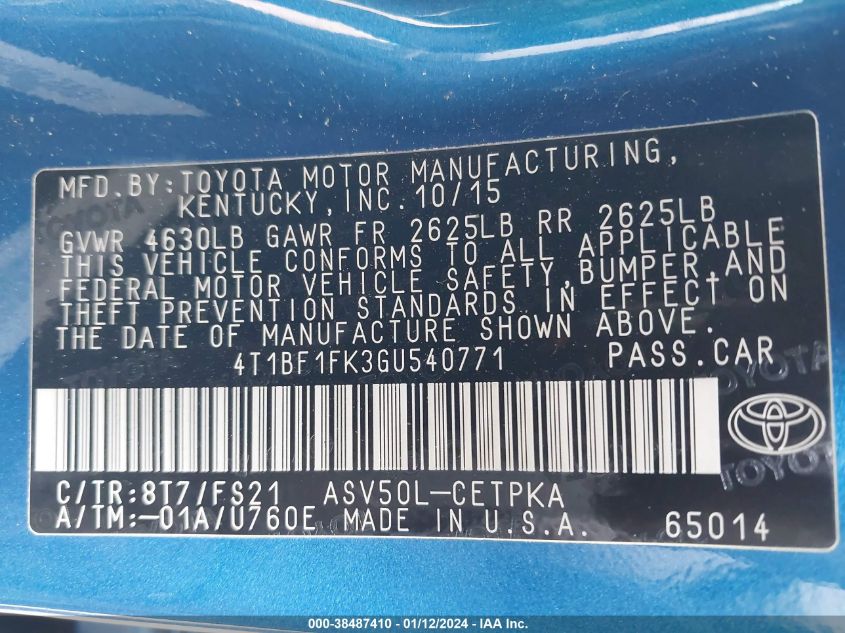 MFD.BY:TOYOTA MOTOR MANUFACTURING,
KENTUCKY,INC.10/15
GVWR 4630LB GAWR FR 2625LB RR 2625LB
THIS VEHICLE CONFORMS TO ALL APPLICABLE
FEDERAL MOTOR VEHICLE SAFETY,BUMPER,AND
THEFT PREVENTION STANDARDS IN EFFECT ON
THE DATE OF MANUFACTURE SHOWN ABOVE.
4T1BF1FK3GU540771 PASS.CAR
TOYOTA
TOYOTA
C/TR:8T7/FS21 ASV50L-CETPKA
A/TM:-01A/U760E MADE IN U.S.A. 65014
000-38487410 - 01/12/2024 - IAA Inc.